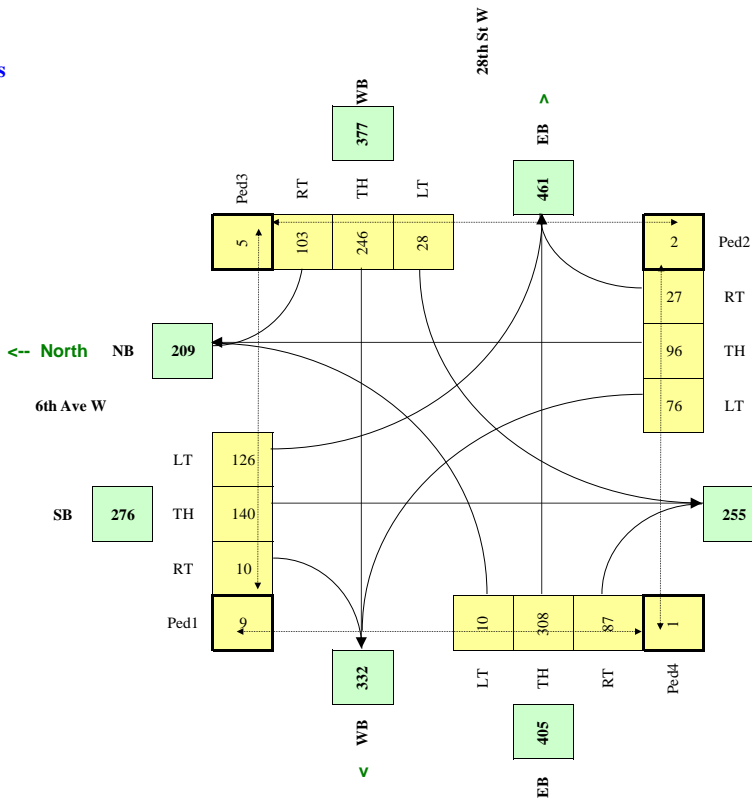 28th St W
s
WB
>
377
EB
Ped3
RT
TH
LT
461
5
103
246
28
2
Ped2
27
RT
<-- North
NB
209
96
TH
6th Ave W
76
LT
LT
126
SB
276
TH
140
255
RT
10
Ped1
9
10
308
87
1
332
LT
TH
RT
Ped4
WB
405
<
EB